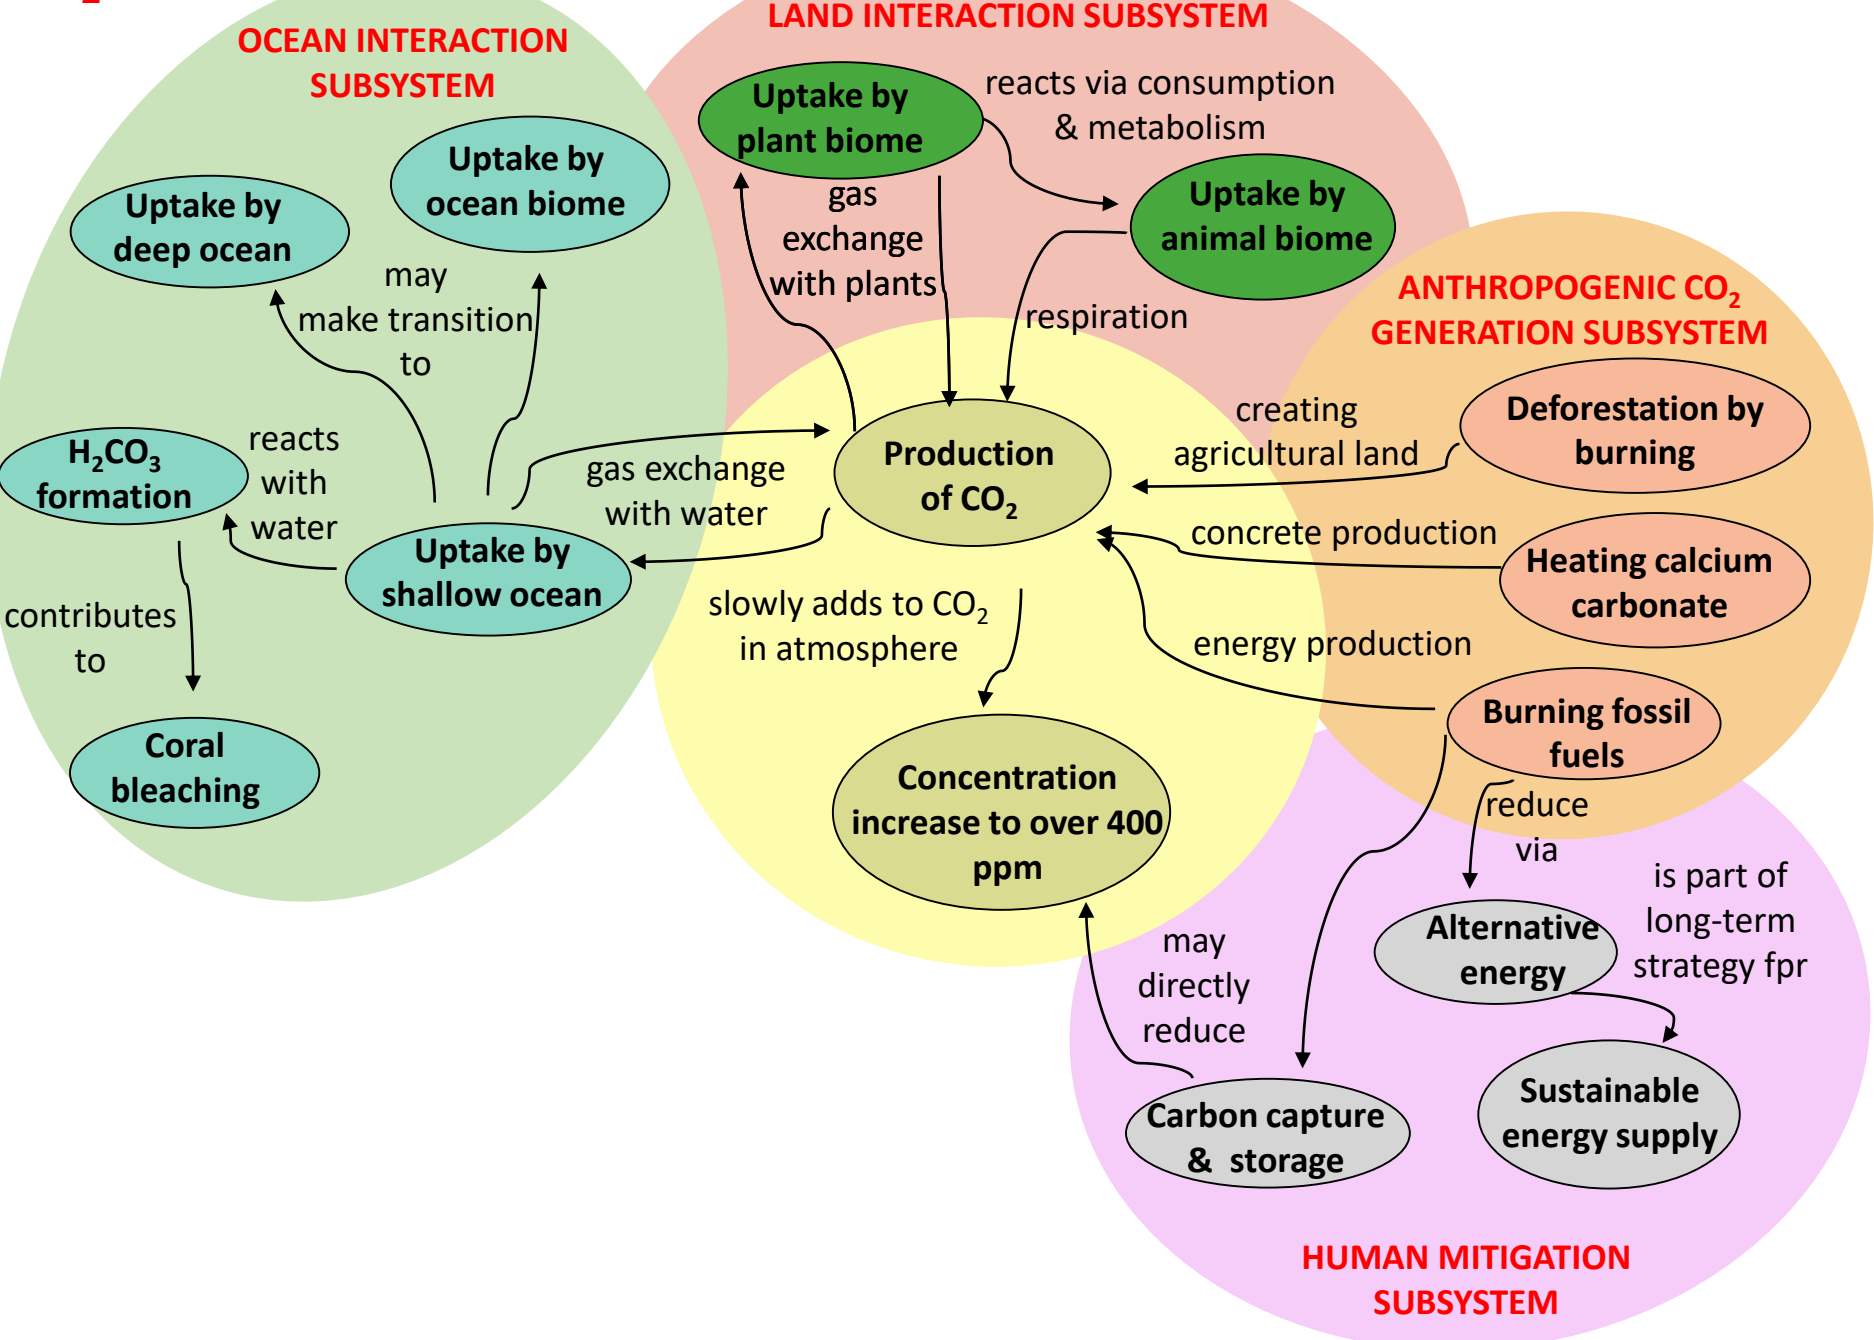 2
OCEAN INTERACTION
SUBSYSTEM
LAND INTERACTION SUBSYSTEM
Uptake by
plant biome
reacts via consumption
& metabolism
Uptake by
ocean biome
Uptake by
deep ocean
gas
exchange
with plants
Uptake by
animal biome
may
make transition
to
respiration
ANTHROPOGENIC CO₂
GENERATION SUBSYSTEM
creating
agricultural land
Deforestation by
burning
H₂CO₃
formation
reacts
with
water
gas exchange
with water
Production
of CO₂
concrete production
Heating calcium
carbonate
Uptake by
shallow ocean
contributes
to
slowly adds to CO₂
in atmosphere
energy production
Burning fossil
fuels
Coral
bleaching
Concentration
increase to over 400
ppm
reduce
via
is part of
long-term
strategy fpr
Alternative
energy
may
directly
reduce
Carbon capture
& storage
Sustainable
energy supply
HUMAN MITIGATION
SUBSYSTEM